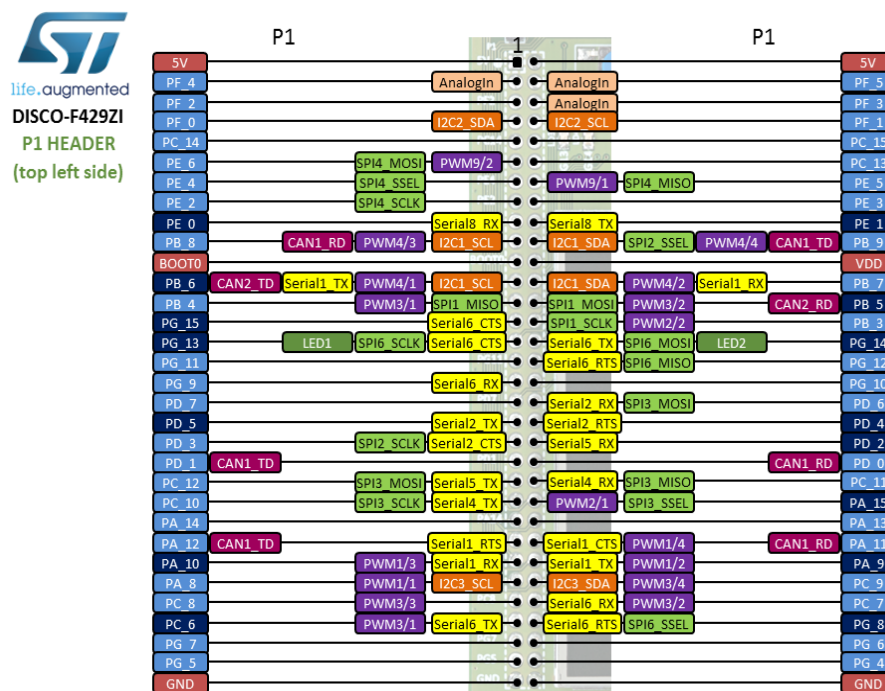 P1 1 P1
life.augmented
DISCO-F429ZI
P1 HEADER
(top left side)
5V 5V
PF_4 AnalogIn AnalogIn PF_5
PF_2 AnalogIn PF_3
PF_0 I2C2_SDA I2C2_SCL PF_1
PC_14 PC_15
PE_6 SPI4_MOSI PWM9/2 PC_13
PE_4 SPI4_SSEL PWM9/1 SPI4_MISO PE_5
PE_2 SPI4_SCLK PE_3
PE_0 Serial8_RX Serial8_TX PE_1
PB_8 CAN1_RD PWM4/3 I2C1_SCL I2C1_SDA SPI2_SSEL PWM4/4 CAN1_TD PB_9
BOOT0 VDD
PB_6 CAN2_TD Serial1_TX PWM4/1 I2C1_SCL I2C1_SDA PWM4/2 Serial1_RX PB_7
PB_4 PWM3/1 SPI1_MISO SPI1_MOSI PWM3/2 CAN2_RD PB_5
PG_15 Serial6_CTS SPI1_SCLK PWM2/2 PB_3
PG_13 LED1 SPI6_SCLK Serial6_CTS Serial6_TX SPI6_MOSI LED2 PG_14
PG_11 Serial6_RTS SPI6_MISO PG_12
PG_9 Serial6_RX PG_10
PD_7 Serial2_RX SPI3_MOSI PD_6
PD_5 Serial2_TX Serial2_RTS PD_4
PD_3 SPI2_SCLK Serial2_CTS Serial5_RX PD_2
PD_1 CAN1_TD CAN1_RD PD_0
PC_12 SPI3_MOSI Serial5_TX Serial4_RX SPI3_MISO PC_11
PC_10 SPI3_SCLK Serial4_TX PWM2/1 SPI3_SSEL PA_15
PA_14 PA_13
PA_12 CAN1_TD Serial1_RTS Serial1_CTS PWM1/4 CAN1_RD PA_11
PA_10 PWM1/3 Serial1_RX Serial1_TX PWM1/2 PA_9
PA_8 PWM1/1 I2C3_SCL I2C3_SDA PWM3/4 PC_9
PC_8 PWM3/3 Serial6_RX PWM3/2 PC_7
PC_6 PWM3/1 Serial6_TX Serial6_RTS SPI6_SSEL PG_8
PG_7 PG_6
PG_5 PG_4
GND GND